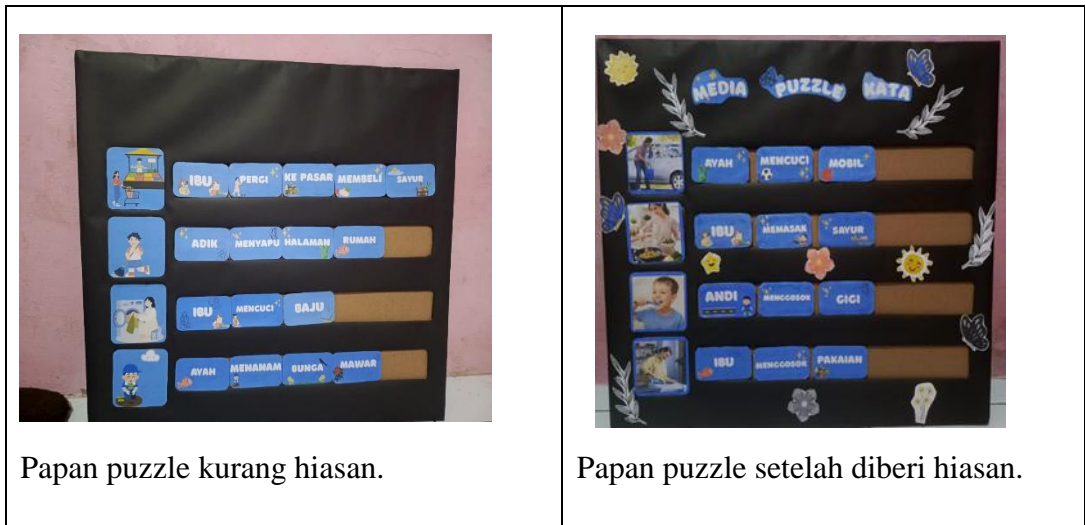 IBU PERGI KE PASAR MEMBELI SAYUR
ADIK MENYAPU HALAMAN RUMAH
IBU MENCUCI BAJU
AYAH MENANAM BUNGA MAWAR
Papan puzzle kurang hiasan.
MEDIA PUZZLE KATA
AYAH MENCUCI MOBIL
IBU MEMASAK SAYUR
ANDI MENGGOSOK GIGI
IBU MENGGOSOK PAKAIAN
Papan puzzle setelah diberi hiasan.